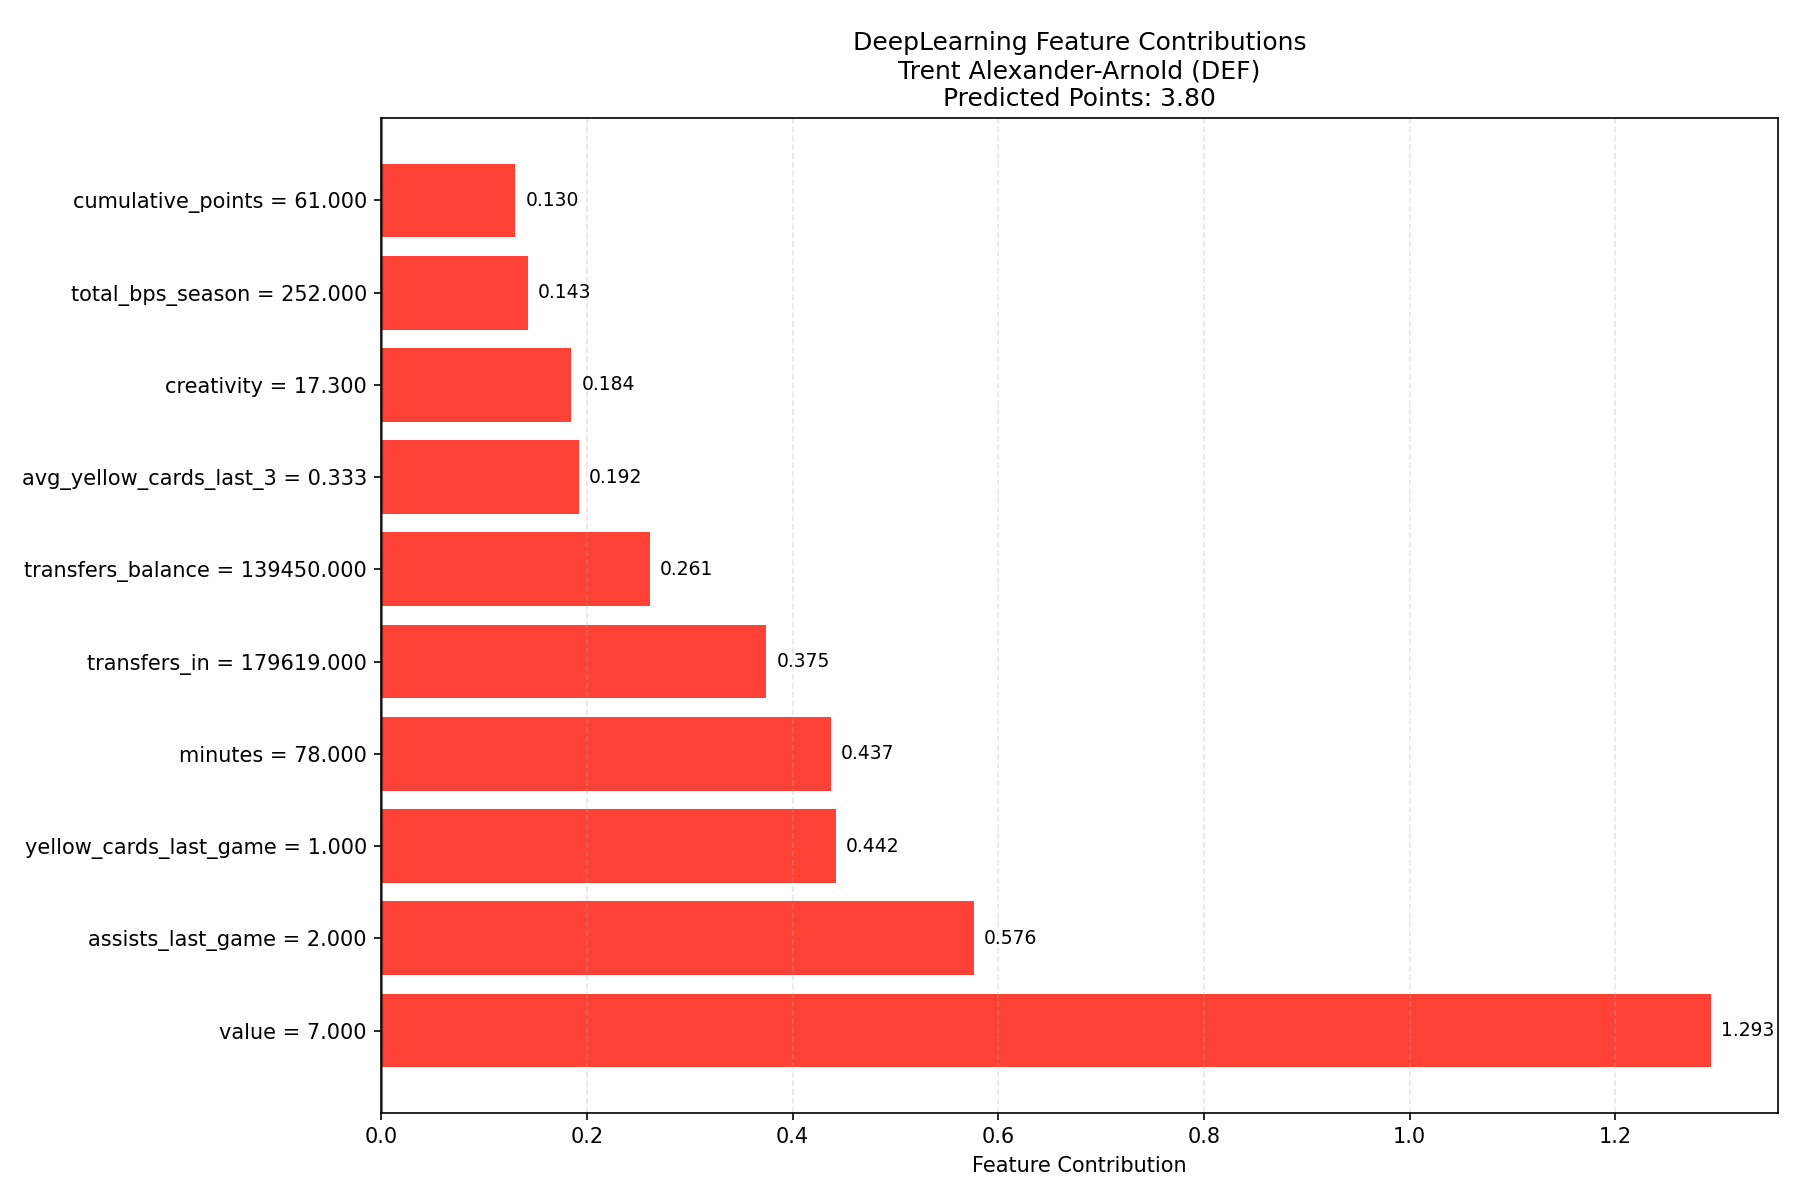 DeepLearning Feature Contributions
Trent Alexander-Arnold (DEF)
Predicted Points: 3.80
cumulative_points = 61.000 0.130
total_bps_season = 252.000 0.143
creativity = 17.300 0.184
avg_yellow_cards_last_3 = 0.333 0.192
transfers_balance = 139450.000 0.261
transfers_in = 179619.000 0.375
minutes = 78.000 0.437
yellow_cards_last_game = 1.000 0.442
assists_last_game = 2.000 0.576
value = 7.000 1.293
0.0 0.2 0.4 0.6 0.8 1.0 1.2
Feature Contribution